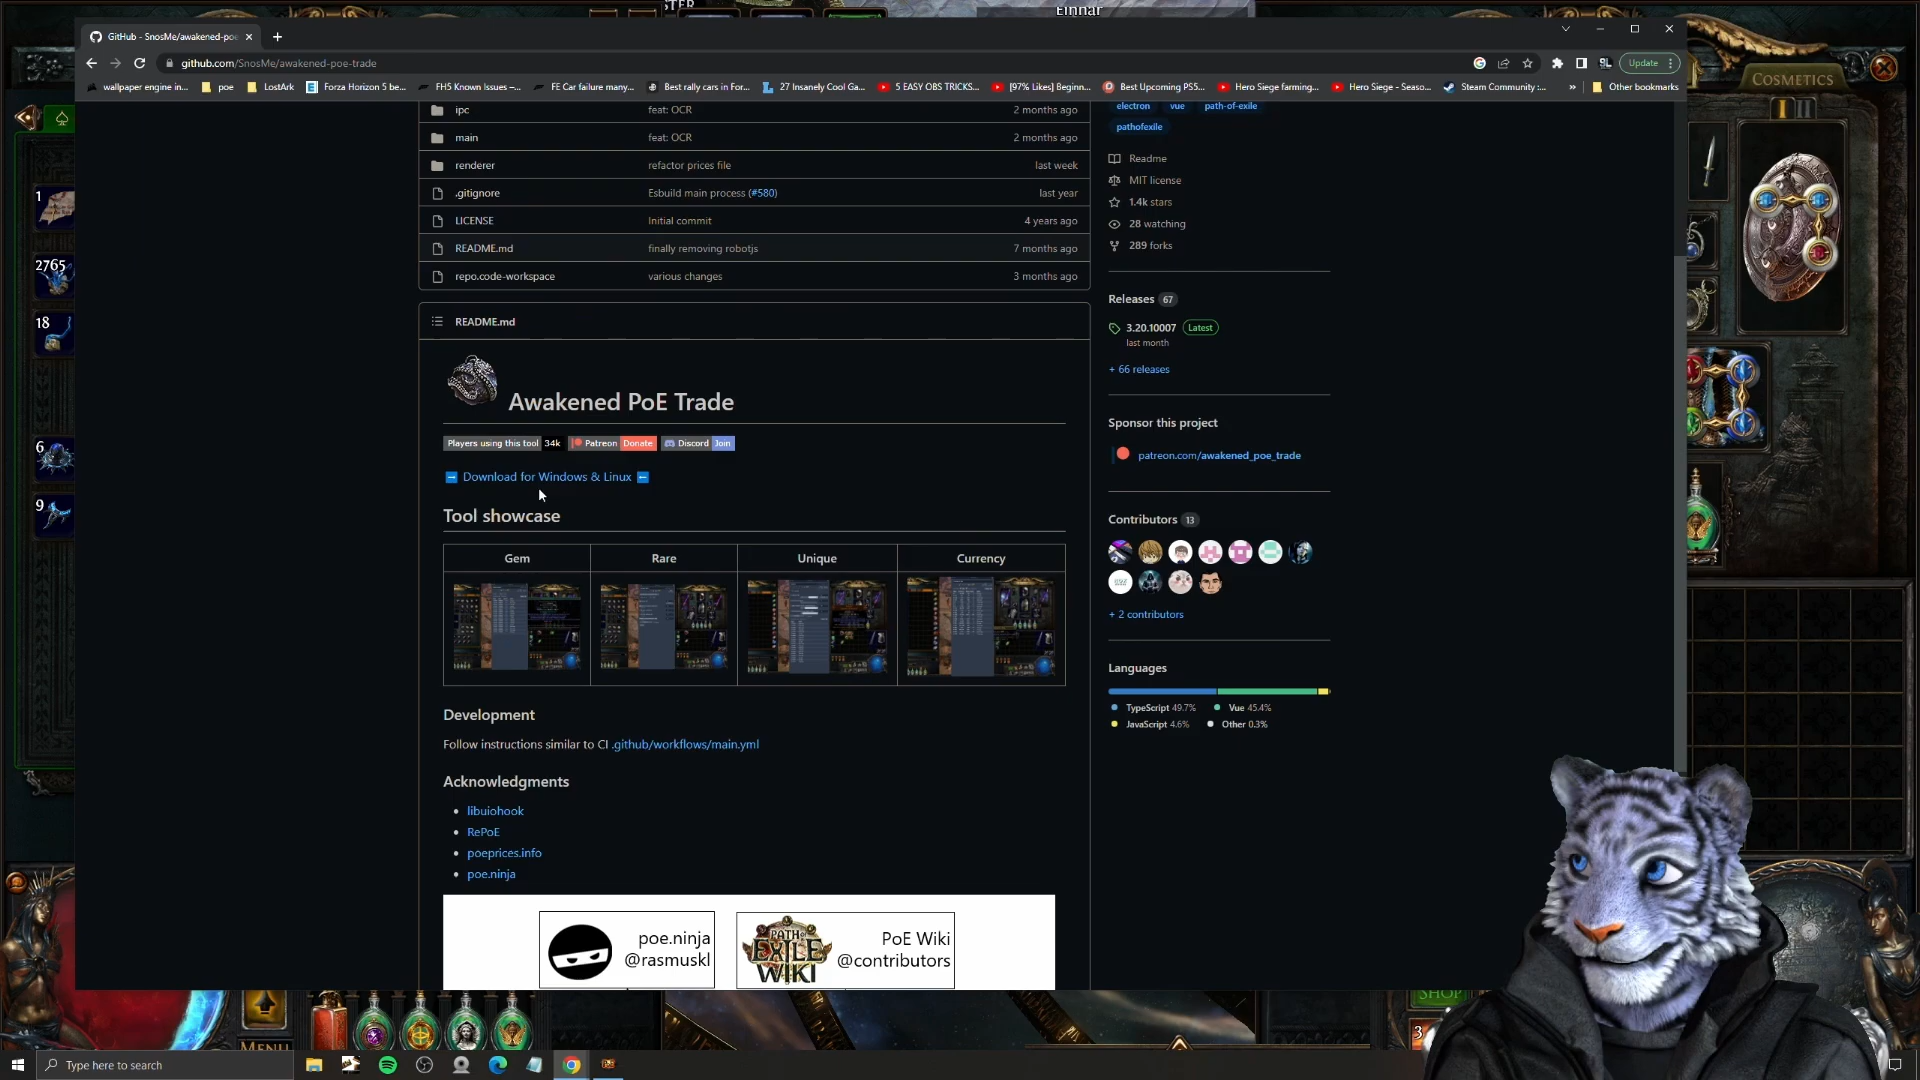 Einnar
COSMETICS
GitHub - SnosMe/awakened-poe
github.com/SnosMe/awakened-poe-trade
Update
wallpaper engine in...
poe
LostArk
Forza Horizon 5 be...
FH5 Known Issues –...
FE Car failure many...
Best rally cars in For...
27 Insanely Cool Ga...
5 EASY OBS TRICKS...
[97% Likes] Beginn...
Best Upcoming PS5...
Hero Siege farming...
Hero Siege - Seaso...
Steam Community :...
»
Other bookmarks
ipc feat: OCR 2 months ago
main feat: OCR 2 months ago
renderer refactor prices file last week
.gitignore Esbuild main process (#580) last year
LICENSE Initial commit 4 years ago
README.md finally removing robotjs 7 months ago
repo.code-workspace various changes 3 months ago
README.md
Awakened PoE Trade
Players using this tool 34k Patreon Donate Discord Join
Download for Windows & Linux
Tool showcase
Gem Rare Unique Currency
Development
Follow instructions similar to CI .github/workflows/main.yml
Acknowledgments
libuiohook
RePoE
poeprices.info
poe.ninja
poe.ninja
@rasmuskl
PATH OF EXILE WIKI
PoE Wiki
@contributors
electron vue path-of-exile
pathofexile
Readme
MIT license
1.4k stars
28 watching
289 forks
Releases 67
3.20.10007 Latest
last month
+ 66 releases
Sponsor this project
patreon.com/awakened_poe_trade
Contributors 13
+ 2 contributors
Languages
TypeScript 49.7% Vue 45.4%
JavaScript 4.6% Other 0.3%
1
2765
18
6
9
I II
SHOP
3
MENU
Type here to search